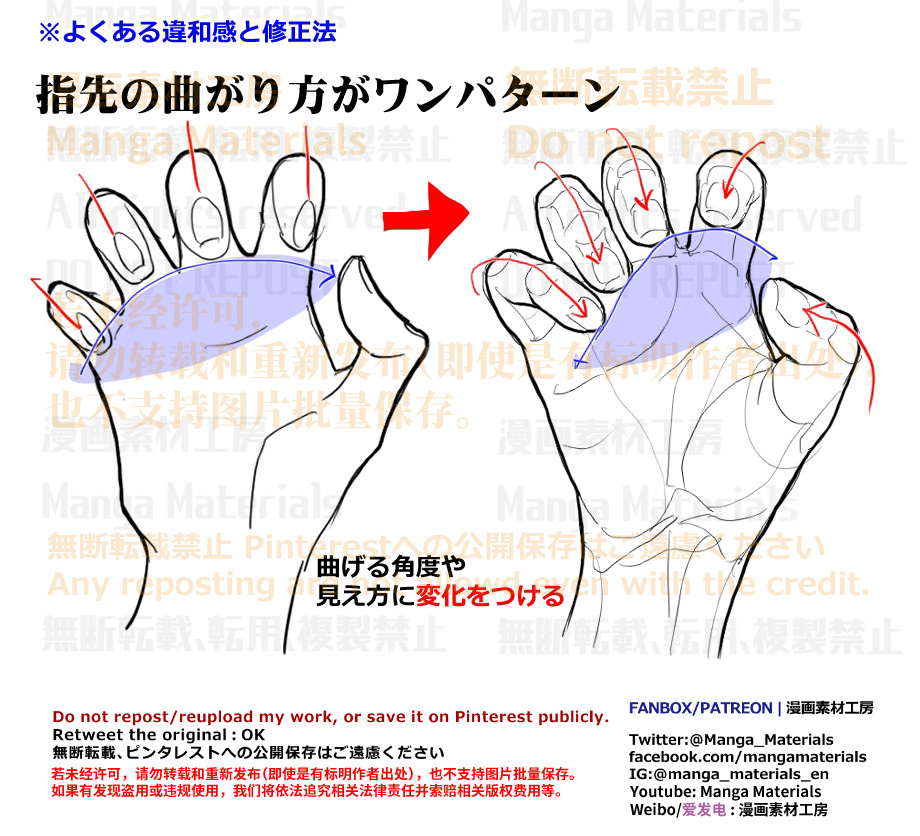 ※よくある違和感と修正法
Manga Materials
指先の曲がり方がワンパターン
無断転載禁止
Manga Materials
Do not repost
All rights reserved
DO NOT REPOST
若未经许可，
请勿转载和重新发布(即使是有标明作者出处)
也不支持图片批量保存。
漫画素材工房
漫画素材工房
Manga Materials
Manga Materials
無断転載禁止 Pinterestへの公開保存はご遠慮ください
曲げる角度や
Any reposting are not allowd even with the credit.
見え方に変化をつける
無断転載、転用、複製禁止
無断転載、転用、複製禁止
Do not repost/reupload my work, or save it on Pinterest publicly.
Retweet the original : OK
無断転載、ピンタレストへの公開保存はご遠慮ください
若未经许可，请勿转载和重新发布(即使是有标明作者出处)，也不支持图片批量保存。
如果有发现盗用或违规使用，我们将依法追究相关法律责任并索赔相关版权费用等。
FANBOX/PATREON | 漫画素材工房
Twitter:@Manga_Materials
facebook.com/mangamaterials
IG:@manga_materials_en
Youtube: Manga Materials
Weibo/爱发电 : 漫画素材工房